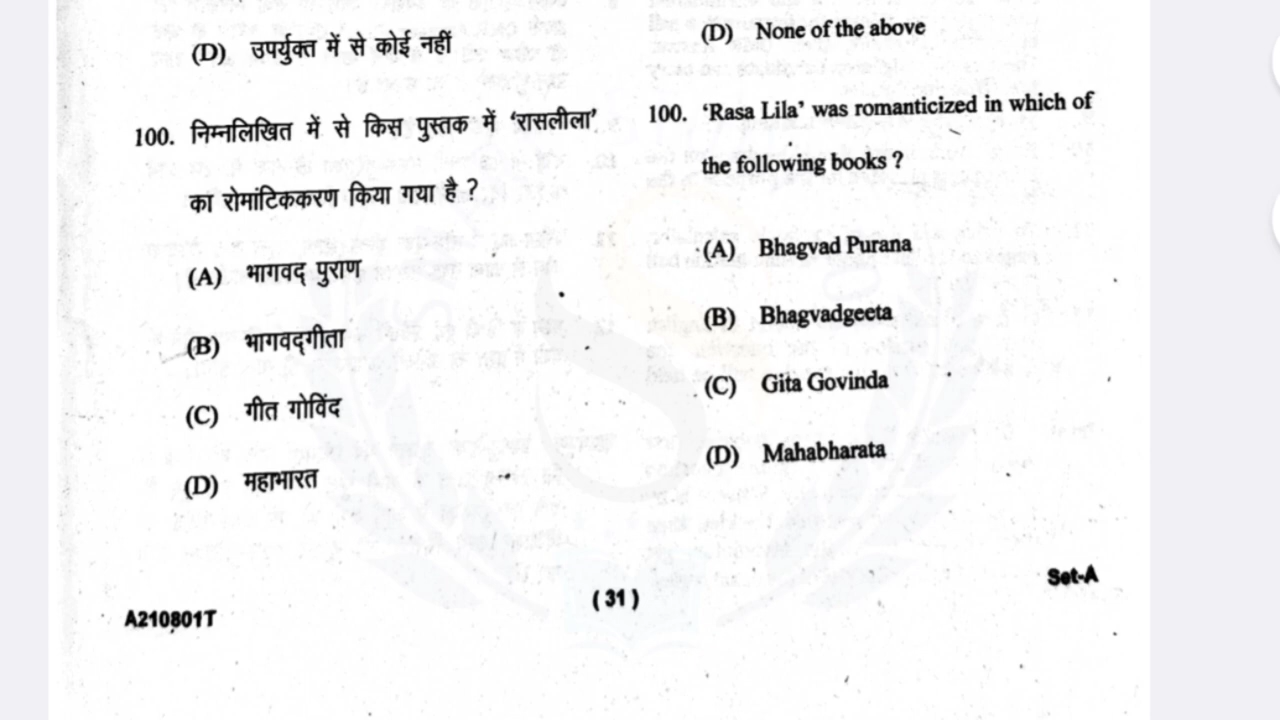 (D) उपर्युक्त में से कोई नहीं
100. निम्नलिखित में से किस पुस्तक में ‘रासलीला’
का रोमांटिककरण किया गया है ?
(A) भागवद् पुराण
(B) भागवद्गीता
(C) गीत गोविंद
(D) महाभारत
(D) None of the above
100. ‘Rasa Lila’ was romanticized in which of
the following books ?
(A) Bhagvad Purana
(B) Bhagvadgeeta
(C) Gita Govinda
(D) Mahabharata
A210801T
( 31 )
Set-A